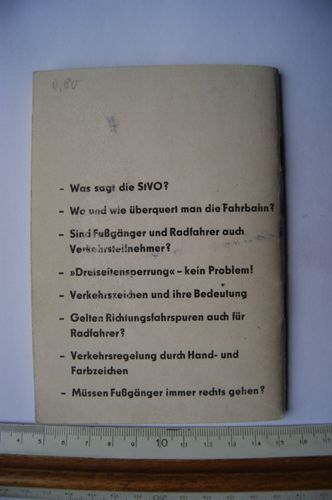 0,80
– Was sagt die StVO?
– Wo und wie überquert man die Fahrbahn?
– Sind Fußgänger und Radfahrer auch
Verkehrsteilnehmer?
– »Dreiseitensperrung« – kein Problem!
– Verkehrszeichen und ihre Bedeutung
– Gelten Richtungsfahrspuren auch für
Radfahrer?
– Verkehrsregelung durch Hand- und
Farbzeichen
– Müssen Fußgänger immer rechts gehen?
10